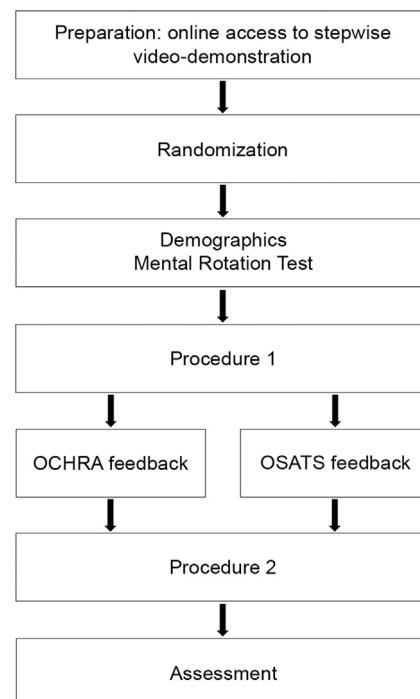 Preparation: online access to stepwise
video-demonstration
Randomization
Demographics
Mental Rotation Test
Procedure 1
OCHRA feedback
OSATS feedback
Procedure 2
Assessment